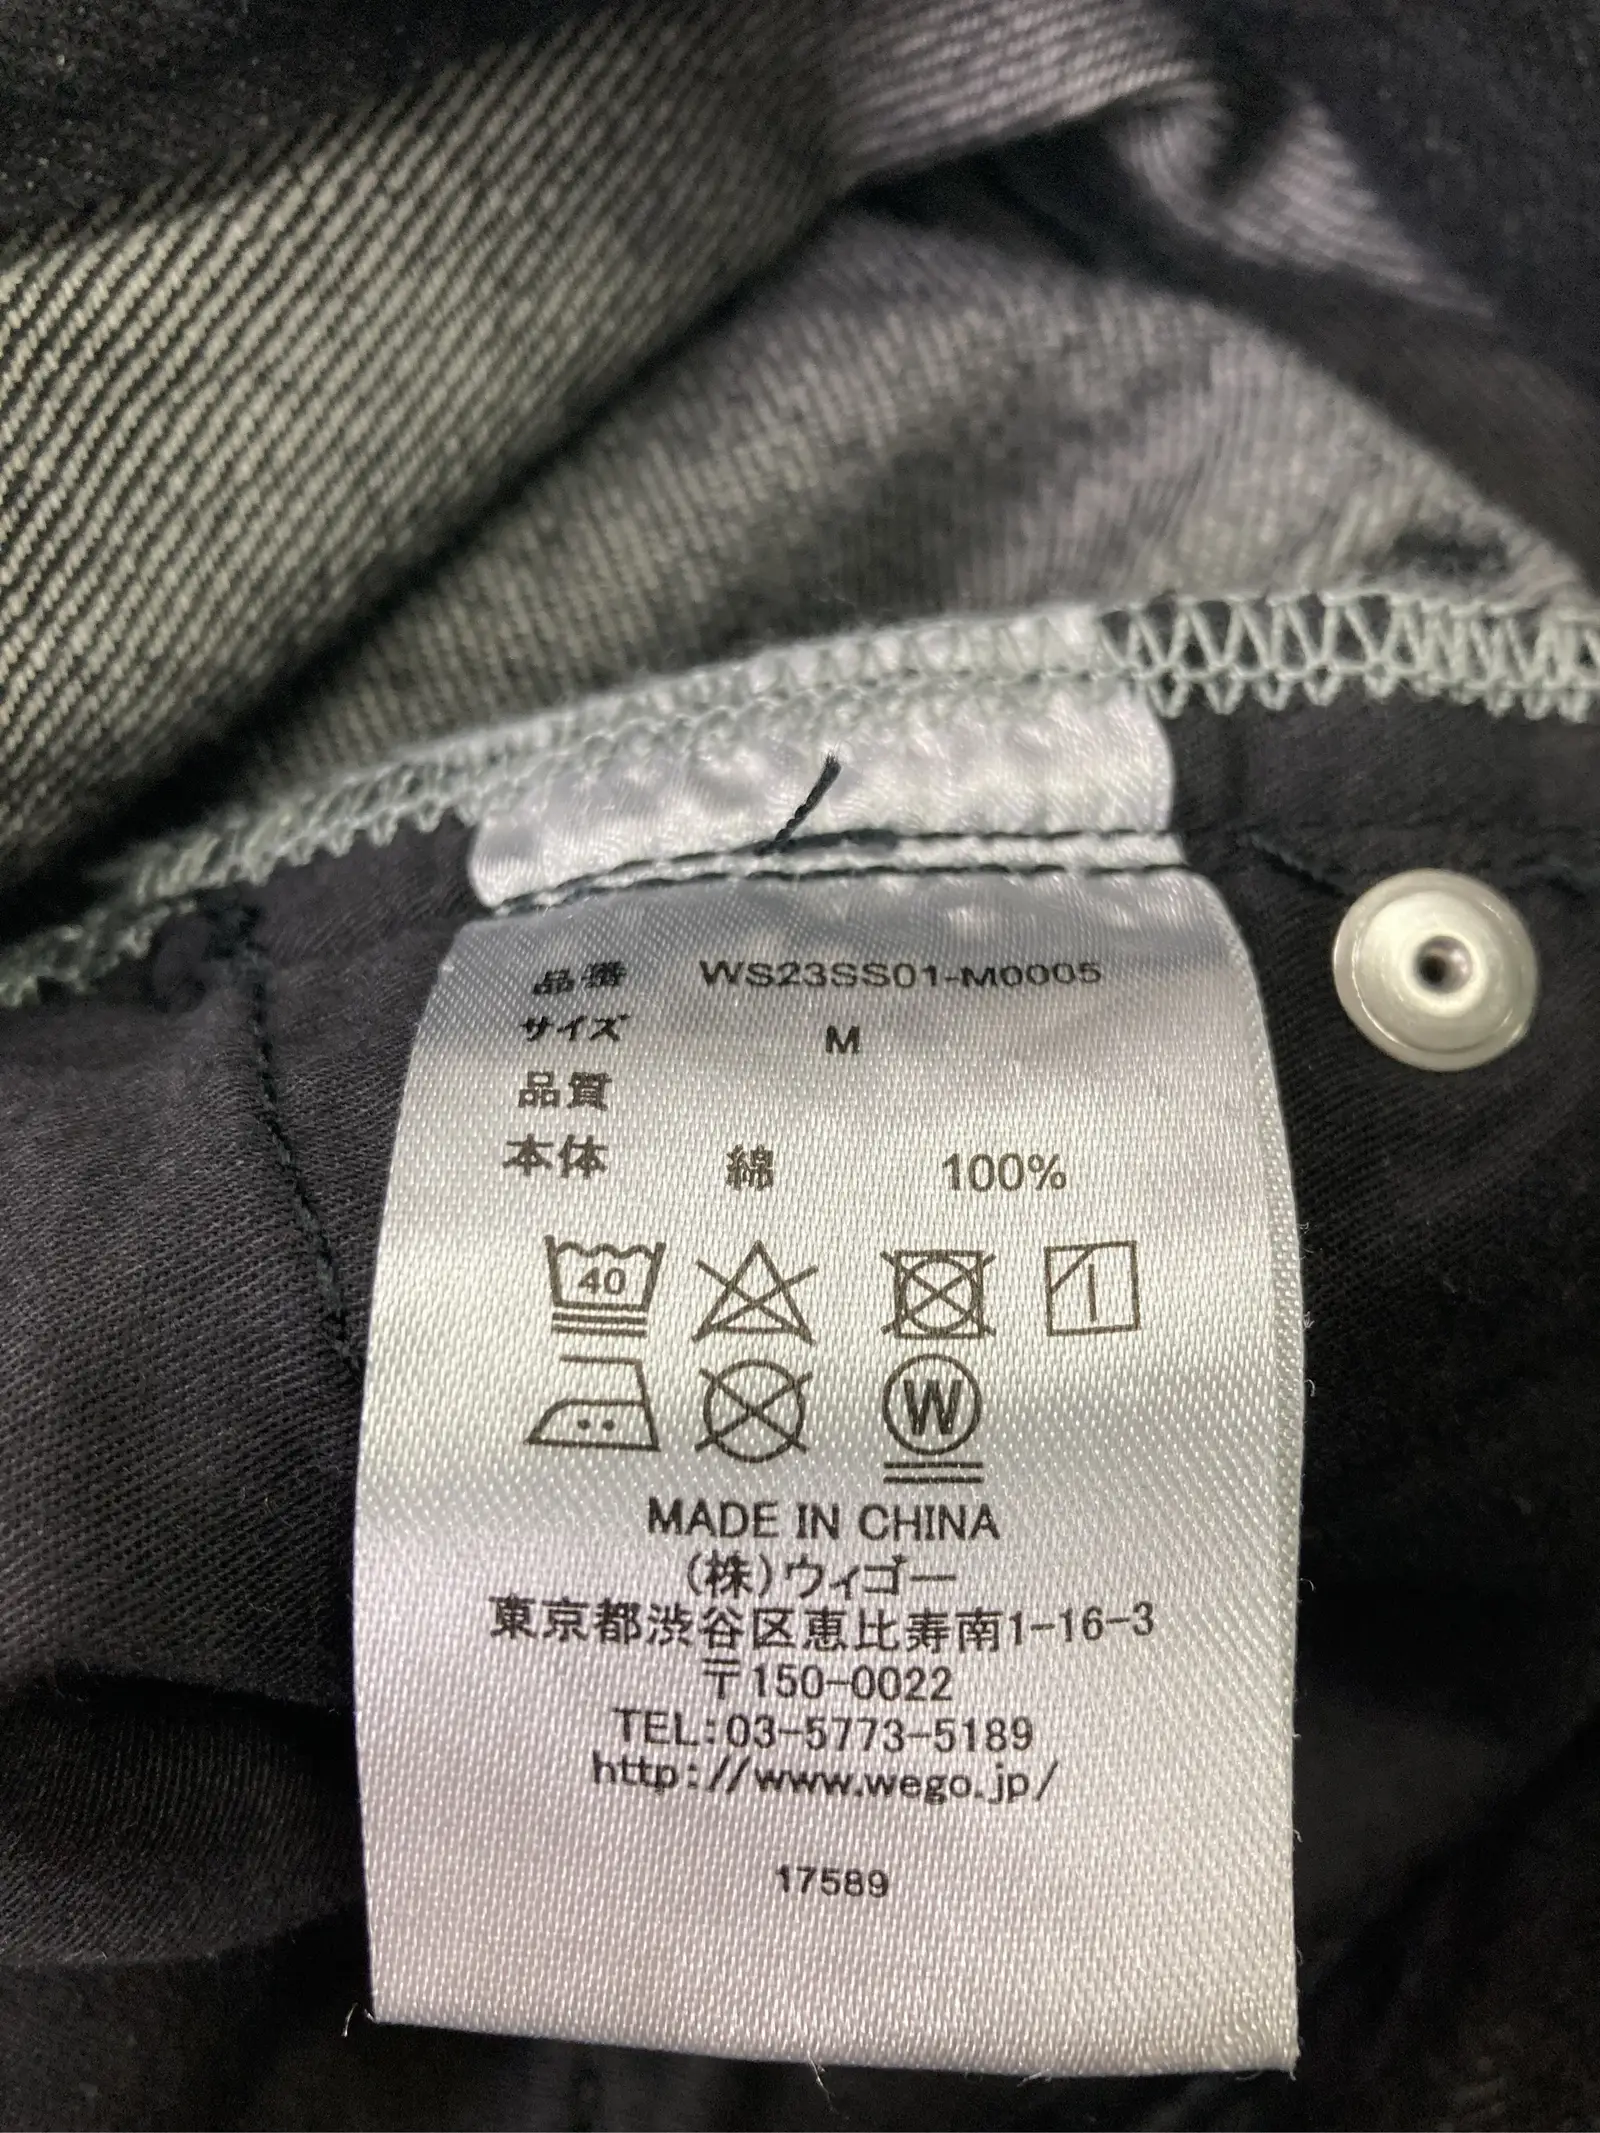 品番 WS23SS01-M0005
サイズ M
品質
本体 綿 100%
40
W
MADE IN CHINA
(株)ウィゴー
東京都渋谷区恵比寿南1-16-3
〒150-0022
TEL:03-5773-5189
http://www.wego.jp/
17589